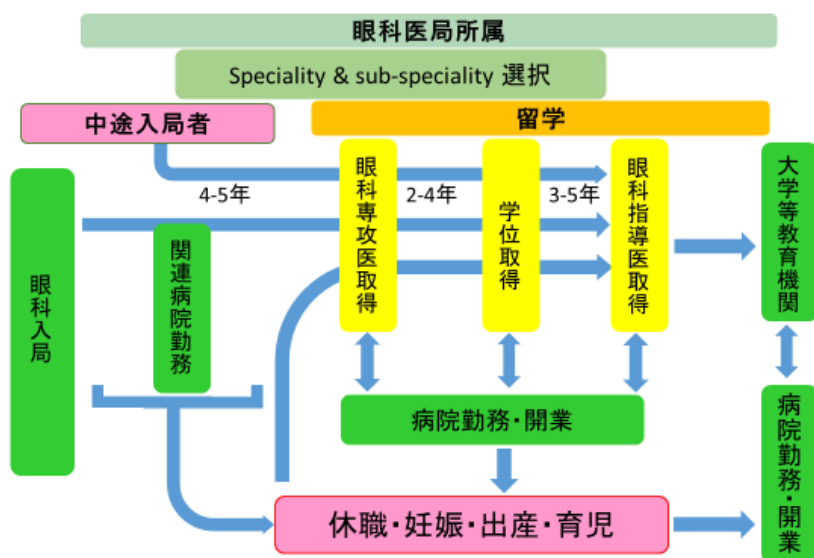 眼科医局所属
Speciality & sub-speciality 選択
中途入局者
留学
4-5年
2-4年
3-5年
眼科入局
関連病院勤務
眼科専攻医取得
学位取得
眼科指導医取得
大学等教育機関
病院勤務・開業
病院勤務・開業
休職・妊娠・出産・育児